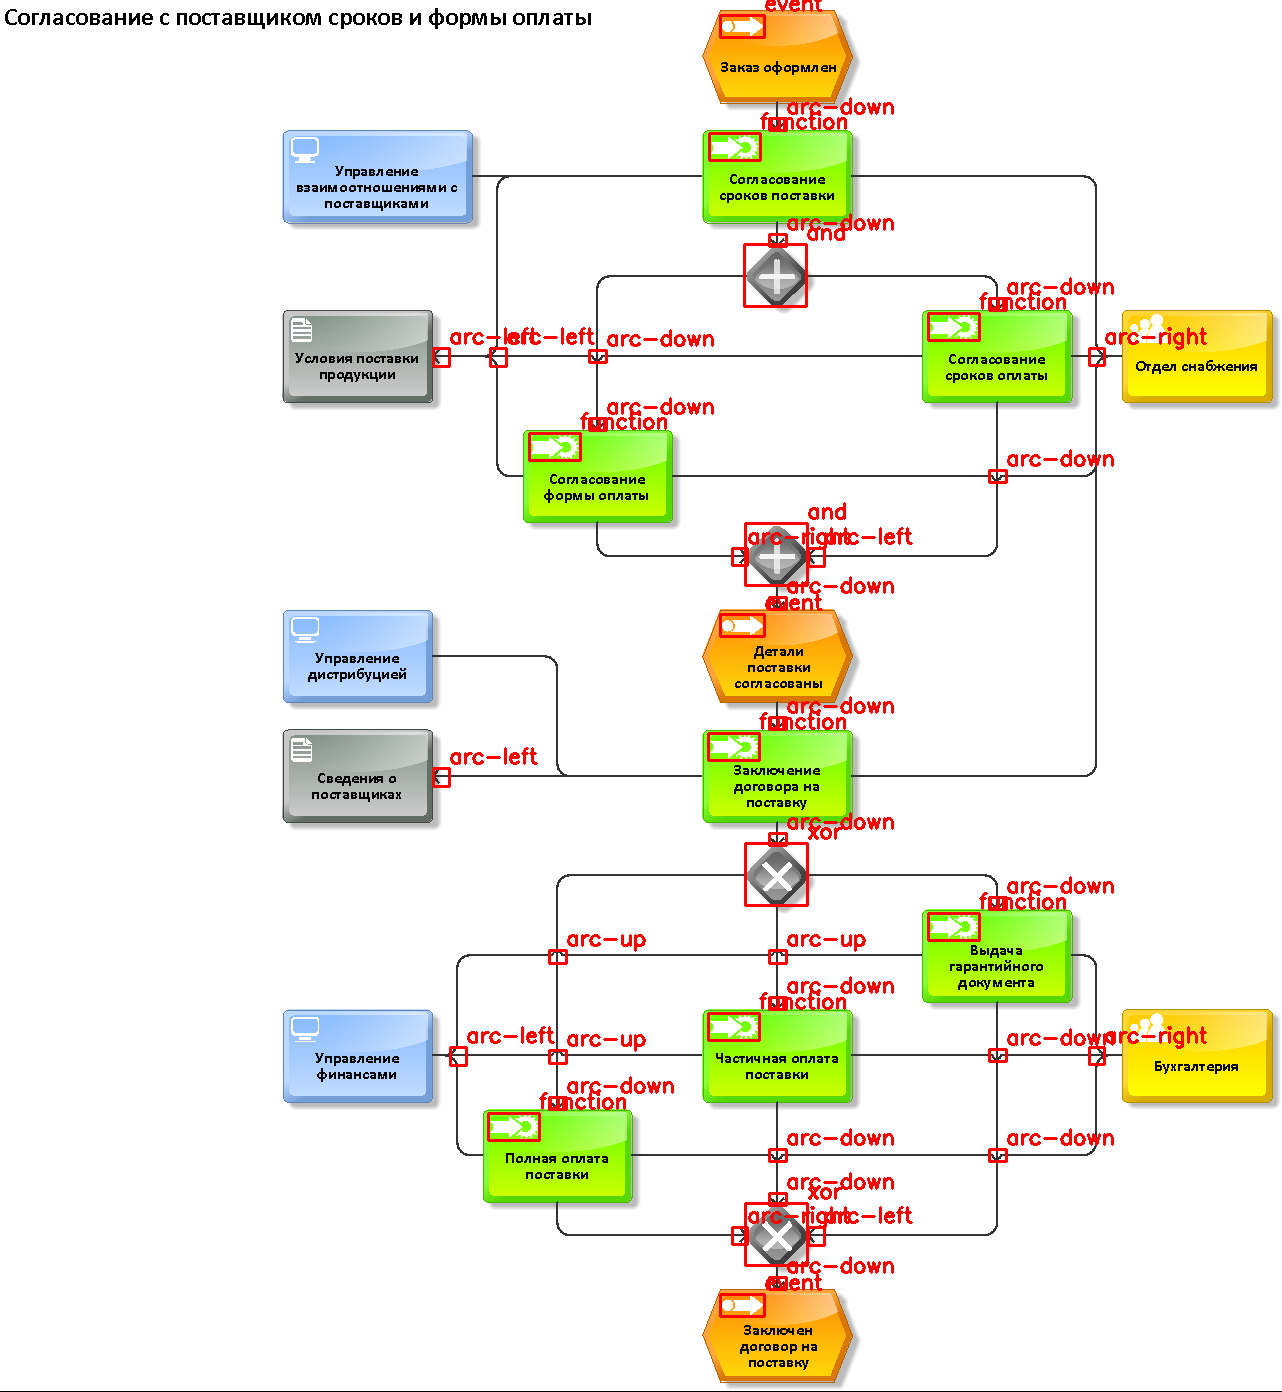 Согласование с поставщиком сроков и формы оплаты
event
Заказ оформлен
arc-down
function
Управление
взаимоотношениями с
поставщиками
Согласование
сроков поставки
arc-down
and
arc-down
function
arc-left
arc-left
arc-down
arc-right
Условия поставки
продукции
Согласование
сроков оплаты
Отдел снабжения
arc-down
function
arc-down
Согласование
формы оплаты
and
arc-right
arc-left
arc-down
event
Управление
дистрибуцией
Детали
поставки
согласованы
arc-down
function
arc-left
Сведения о
поставщиках
Заключение
договора на
поставку
arc-down
xor
arc-down
function
arc-up
arc-up
Выдача
гарантийного
документа
arc-down
function
arc-left
arc-up
arc-down
arc-right
Управление
финансами
Частичная оплата
поставки
Бухгалтерия
arc-down
function
arc-down
arc-down
Полная оплата
поставки
arc-down
xor
arc-right
arc-left
arc-down
event
Заключен
договор на
поставку